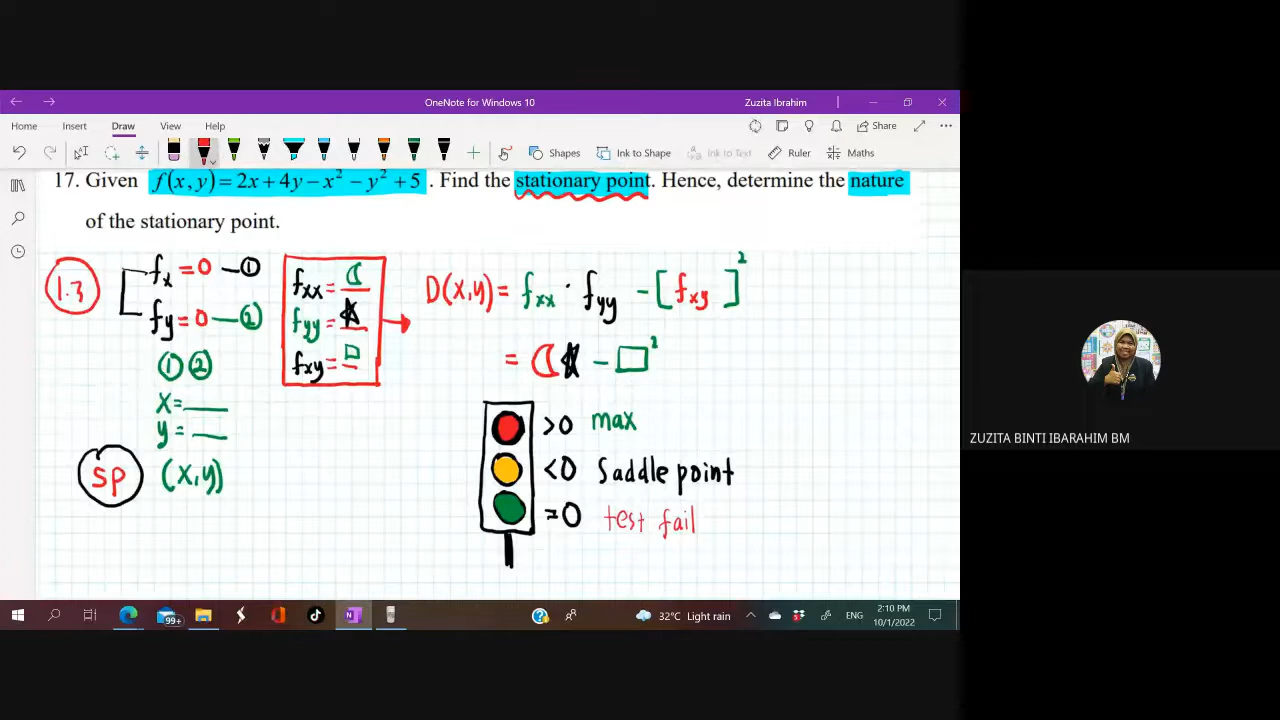 OneNote for Windows 10
Zuzita Ibrahim
Home Insert Draw View Help
Share
Shapes Ink to Shape Ink to Text Ruler Maths
17. Given f(x, y) = 2x + 4y − x² − y² + 5 . Find the stationary point. Hence, determine the nature
of the stationary point.
1.3
fx = 0 — ①
fy = 0 — ②
① ②
x = ___
y = ___
SP (x, y)
fxx = ☾
fyy = ★
fxy = □
D(x,y) = fxx · fyy − [fxy]²
= ☾★ − □²
>0 max
<0 Saddle point
=0 test fail
ZUZITA BINTI IBARAHIM BM
99+
32°C Light rain
ENG
2:10 PM
10/1/2022